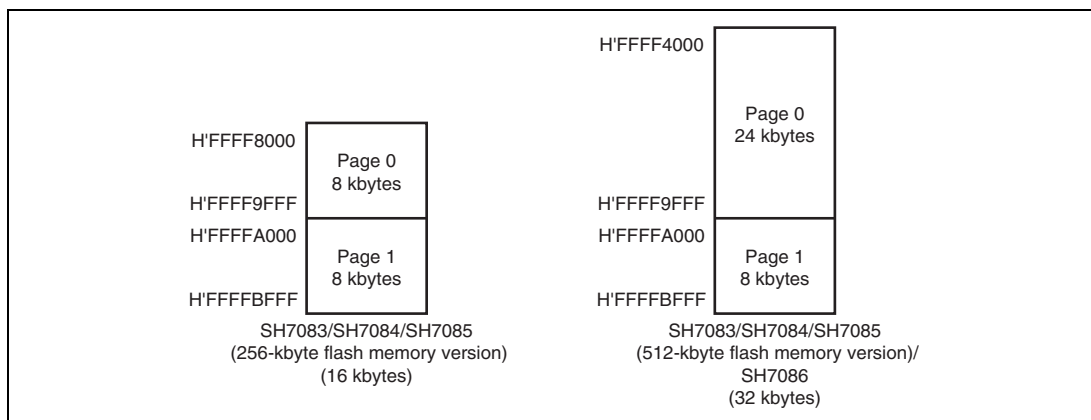 H'FFFF8000
Page 0
8 kbytes
H'FFFF9FFF
H'FFFFA000
Page 1
8 kbytes
H'FFFFBFFF
SH7083/SH7084/SH7085
(256-kbyte flash memory version)
(16 kbytes)
H'FFFF4000
Page 0
24 kbytes
H'FFFF9FFF
H'FFFFA000
Page 1
8 kbytes
H'FFFFBFFF
SH7083/SH7084/SH7085
(512-kbyte flash memory version)/
SH7086
(32 kbytes)